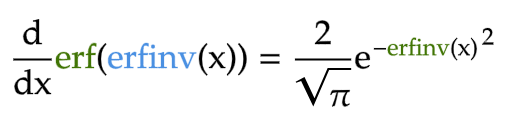 d/dx erf(erfinv(x)) = 2/√π e^{-erfinv(x)^2}